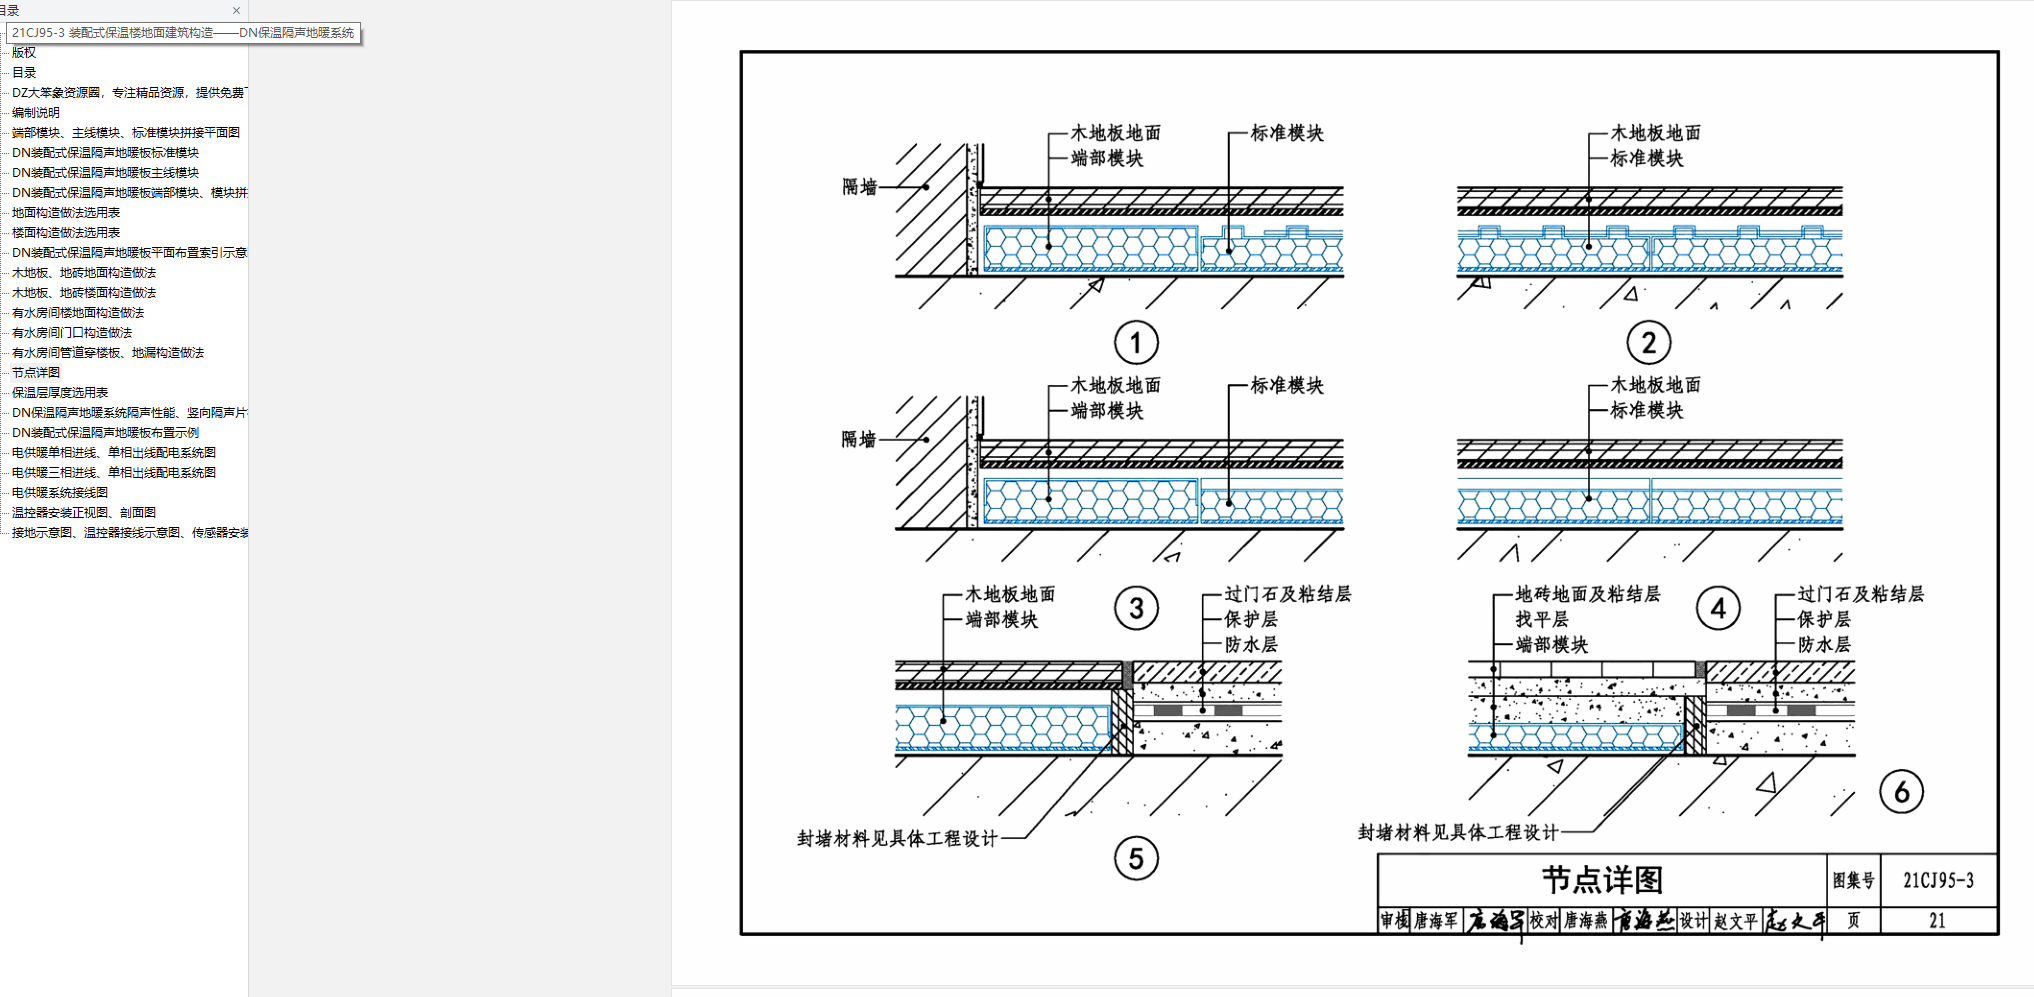 目录
21CJ95-3 装配式保温楼地面建筑构造——DN保温隔声地暖系统
版权
目录
DZ大笨象资源圈，专注精品资源，提供免费
编制说明
端部模块、主线模块、标准模块拼接平面图
DN装配式保温隔声地暖板标准模块
DN装配式保温隔声地暖板主线模块
DN装配式保温隔声地暖板端部模块、模块拼
地面构造做法选用表
楼面构造做法选用表
DN装配式保温隔声地暖板平面布置索引示意
木地板、地砖地面构造做法
木地板、地砖楼面构造做法
有水房间楼地面构造做法
有水房间门口构造做法
有水房间管道穿楼板、地漏构造做法
节点详图
保温层厚度选用表
DN保温隔声地暖系统隔声性能、竖向隔声片
DN装配式保温隔声地暖板布置示例
电供暖单相进线、单相出线配电系统图
电供暖三相进线、单相出线配电系统图
电供暖系统接线图
温控器安装正视图、剖面图
接地示意图、温控器接线示意图、传感器安装
木地板地面
端部模块
标准模块
隔墙
1
木地板地面
标准模块
2
木地板地面
端部模块
标准模块
隔墙
3
木地板地面
标准模块
4
木地板地面
端部模块
过门石及粘结层
保护层
防水层
封堵材料见具体工程设计
5
地砖地面及粘结层
找平层
端部模块
过门石及粘结层
保护层
防水层
封堵材料见具体工程设计
6
节点详图 图集号 21CJ95-3
审核 唐海军 唐海军 校对 唐海燕 唐海燕 设计 赵文平 赵文平 页 21